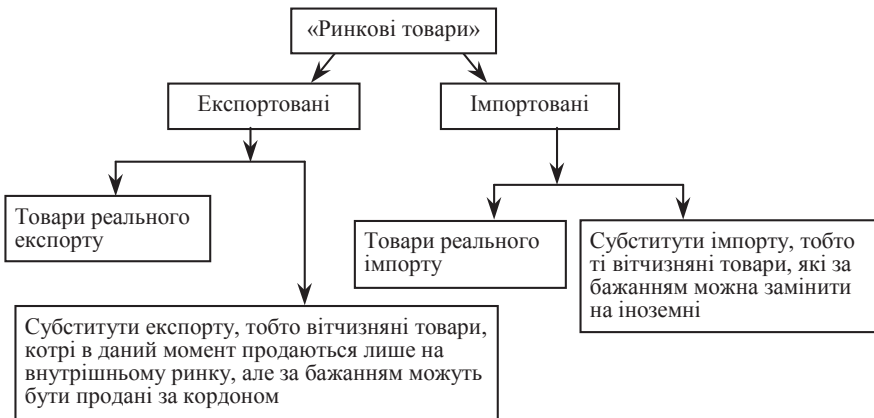 «Ринкові товари»
Експортовані
Імпортовані
Товари реального
експорту
Товари реального
імпорту
Субститути імпорту, тобто
ті вітчизняні товари, які за
бажанням можна замінити
на іноземні
Субститути експорту, тобто вітчизняні товари,
котрі в даний момент продаються лише на
внутрішньому ринку, але за бажанням можуть
бути продані за кордоном